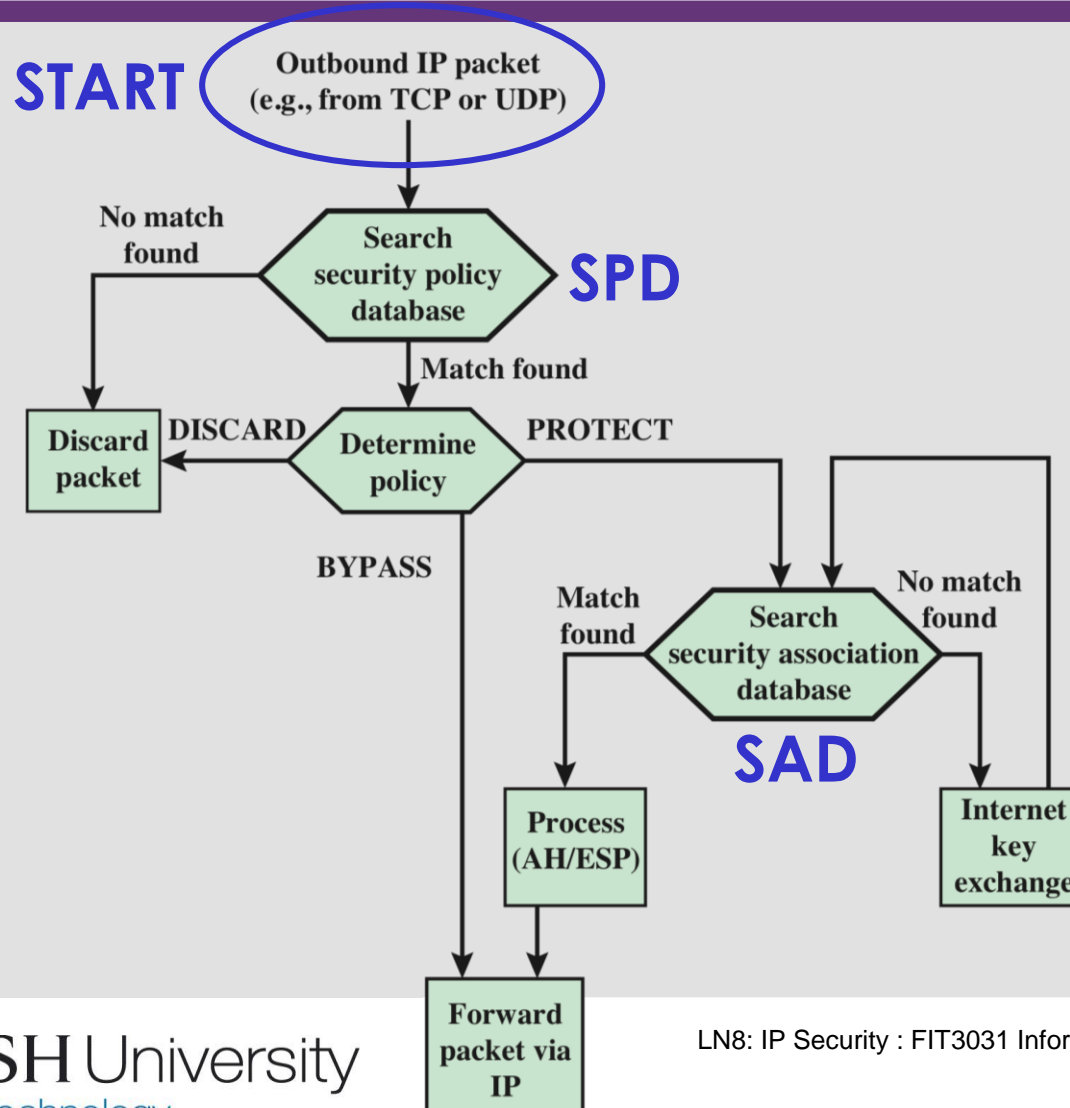 START
Outbound IP packet
(e.g., from TCP or UDP)
No match
found
Search
security policy
database
SPD
Match found
Discard
packet
DISCARD
Determine
policy
PROTECT
BYPASS
Match
found
No match
found
Search
security association
database
SAD
Process
(AH/ESP)
Internet
key
exchange
Forward
packet via
IP
SH University
LN8: IP Security : FIT3031 Infor